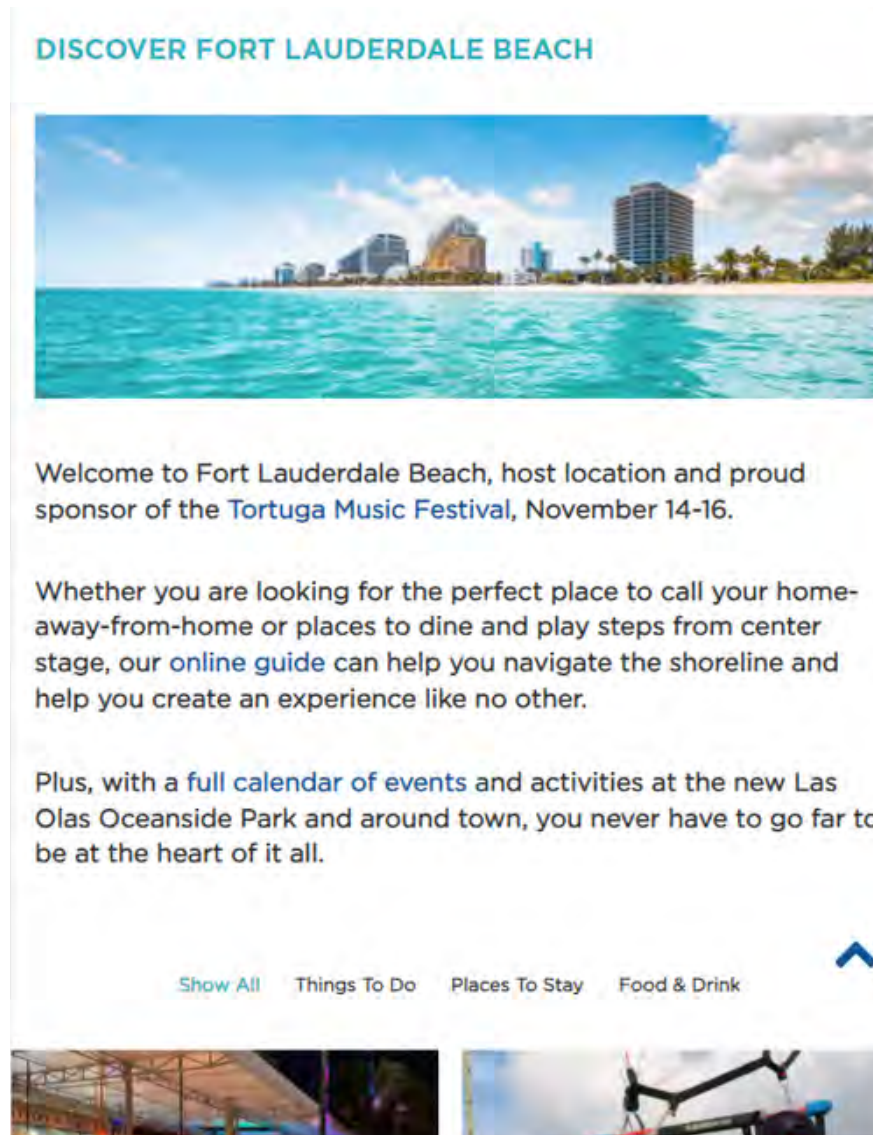 DISCOVER FORT LAUDERDALE BEACH
Welcome to Fort Lauderdale Beach, host location and proud
sponsor of the Tortuga Music Festival, November 14-16.
Whether you are looking for the perfect place to call your home-
away-from-home or places to dine and play steps from center
stage, our online guide can help you navigate the shoreline and
help you create an experience like no other.
Plus, with a full calendar of events and activities at the new Las
Olas Oceanside Park and around town, you never have to go far to
be at the heart of it all.
Show All Things To Do Places To Stay Food & Drink